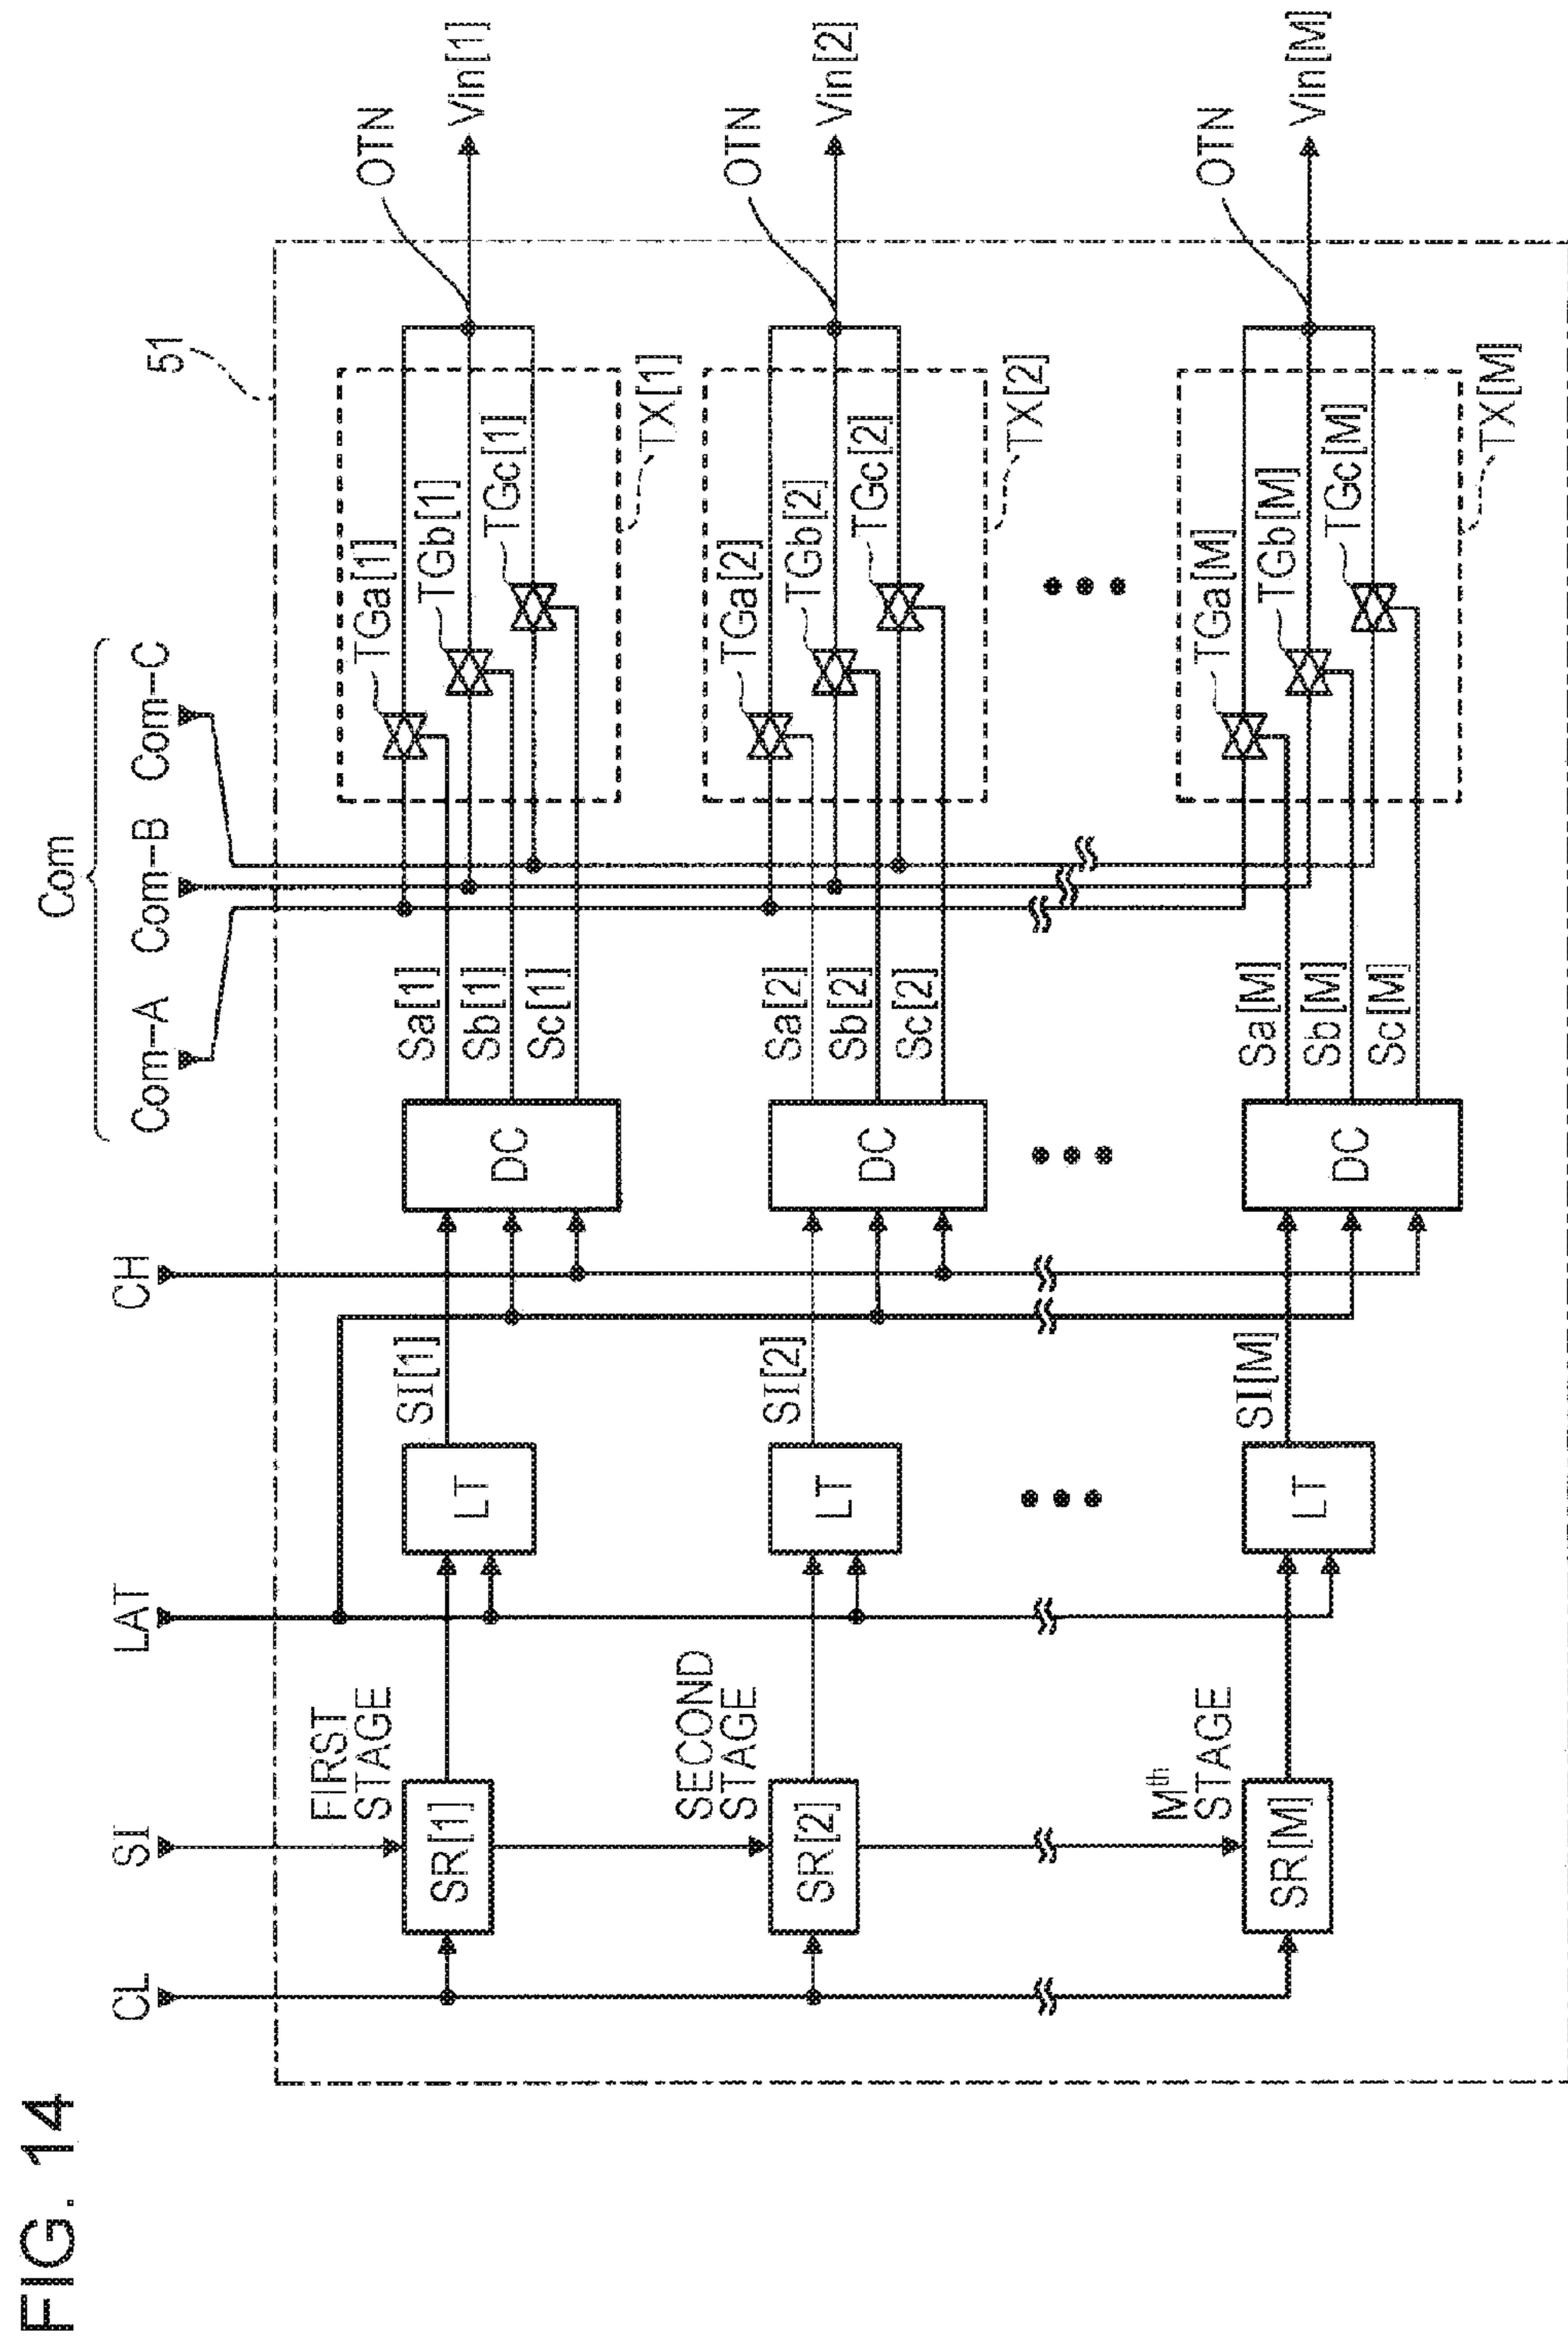 FIG. 14
Com
CL
SI
LAT
CH
Com-A
Com-B
Com-C
51
FIRST
STAGE
SR[1]
LT
SI[1]
DC
Sa[1]
Sb[1]
Sc[1]
TGa[1]
TGb[1]
TGc[1]
TX[1]
OTN
Vin[1]
SECOND
STAGE
SR[2]
LT
SI[2]
DC
Sa[2]
Sb[2]
Sc[2]
TGa[2]
TGb[2]
TGc[2]
TX[2]
OTN
Vin[2]
Mth
STAGE
SR[M]
LT
SI[M]
DC
Sa[M]
Sb[M]
Sc[M]
TGa[M]
TGb[M]
TGc[M]
TX[M]
OTN
Vin[M]